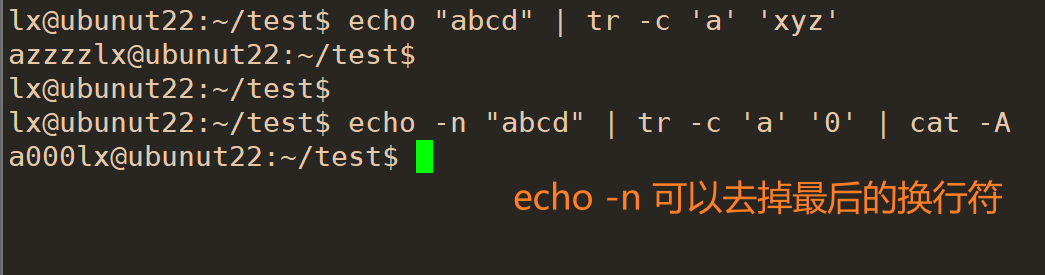 lx@ubunut22:~/test$ echo "abcd" | tr -c 'a' 'xyz'
azzzzlx@ubunut22:~/test$
lx@ubunut22:~/test$
lx@ubunut22:~/test$ echo -n "abcd" | tr -c 'a' '0' | cat -A
a000lx@ubunut22:~/test$
echo -n 可以去掉最后的换行符